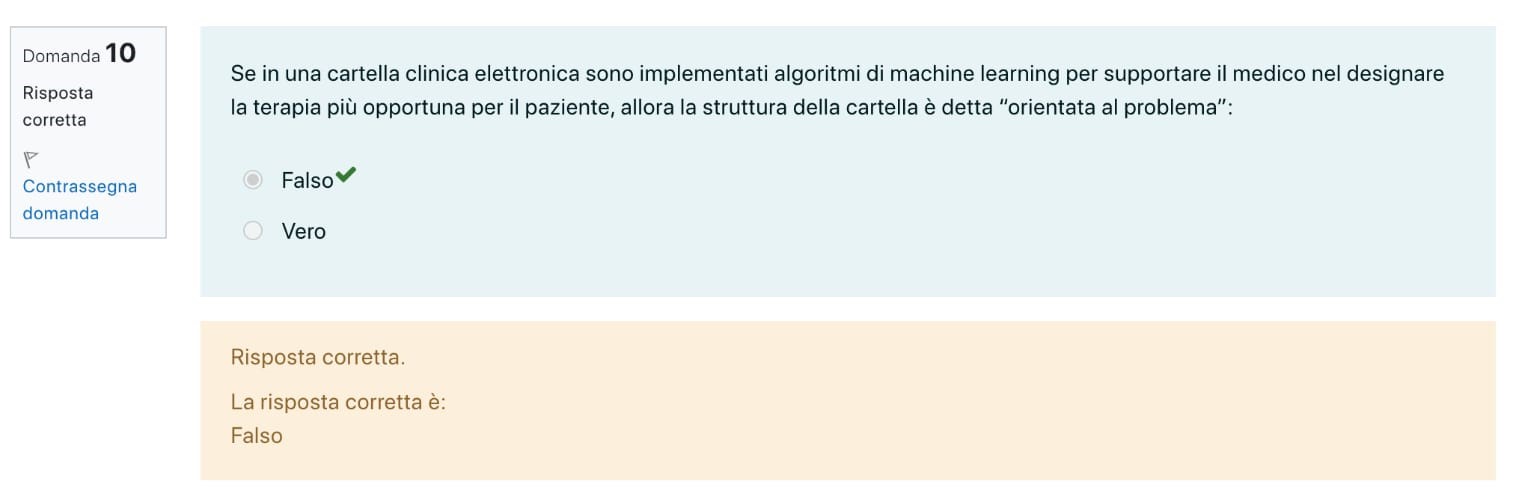 Domanda 10
Risposta
corretta
Contrassegna
domanda
Se in una cartella clinica elettronica sono implementati algoritmi di machine learning per supportare il medico nel designare
la terapia più opportuna per il paziente, allora la struttura della cartella è detta “orientata al problema”:
Falso
Vero
Risposta corretta.
La risposta corretta è:
Falso